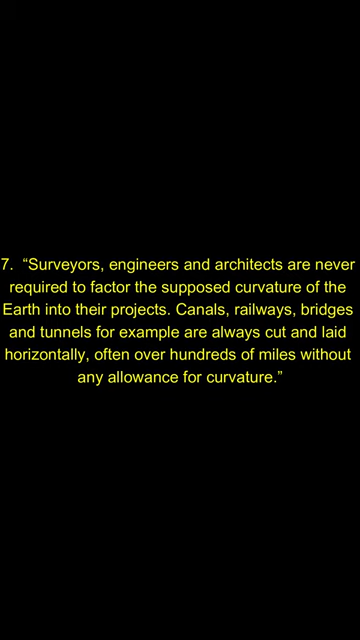 7.  “Surveyors, engineers and architects are never
required to factor the supposed curvature of the
Earth into their projects. Canals, railways, bridges
and tunnels for example are always cut and laid
horizontally, often over hundreds of miles without
any allowance for curvature.”